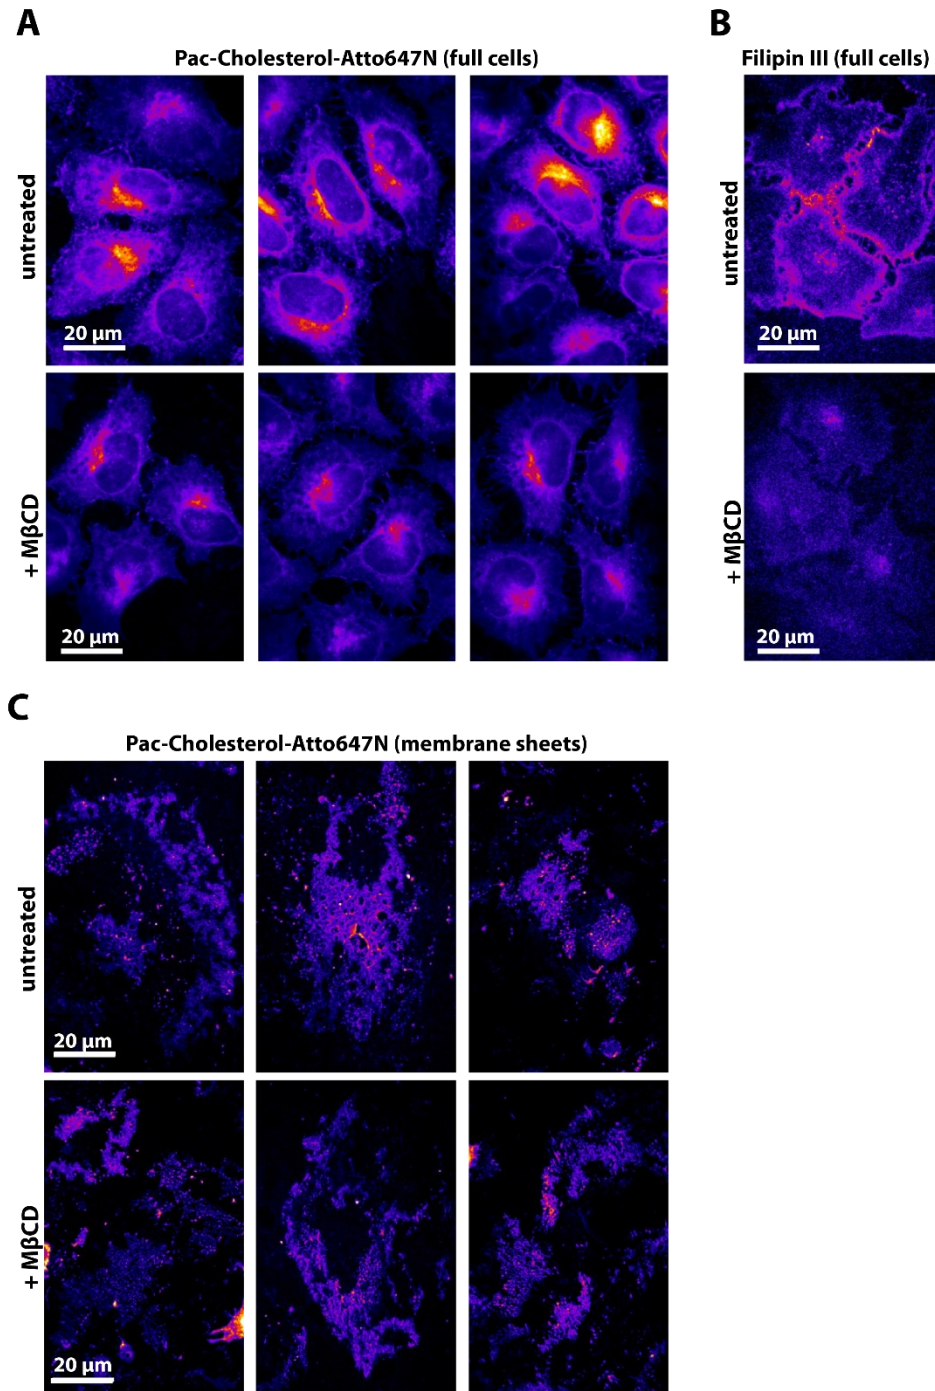 A
B
Pac-Cholesterol-Atto647N (full cells)
Filipin III (full cells)
untreated
20 µm
untreated
20 µm
+ MβCD
20 µm
+ MβCD
20 µm
C
Pac-Cholesterol-Atto647N (membrane sheets)
untreated
20 µm
+ MβCD
20 µm